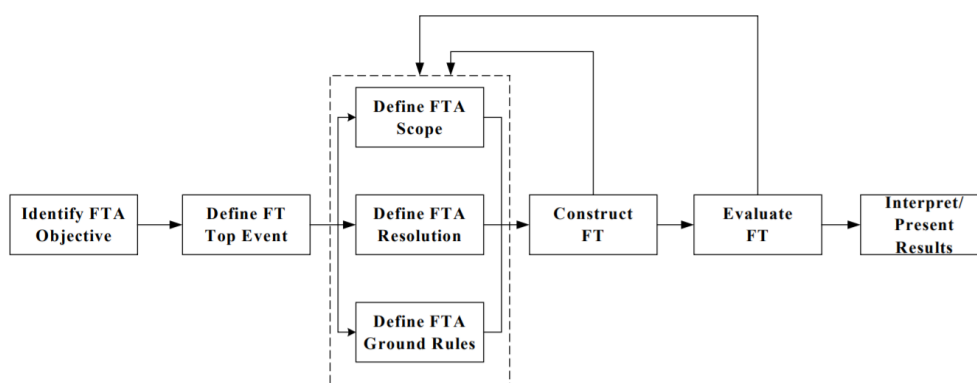 Identify FTA
Objective
Define FT
Top Event
Define FTA
Scope
Define FTA
Resolution
Define FTA
Ground Rules
Construct
FT
Evaluate
FT
Interpret/
Present
Results